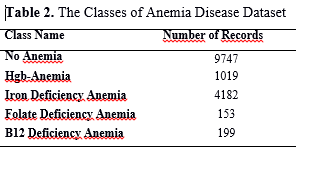 Table 2. The Classes of Anemia Disease Dataset
Class Name Number of Records
No Anemia 9747
Hgb-Anemia 1019
Iron Deficiency Anemia 4182
Folate Deficiency Anemia 153
B12 Deficiency Anemia 199